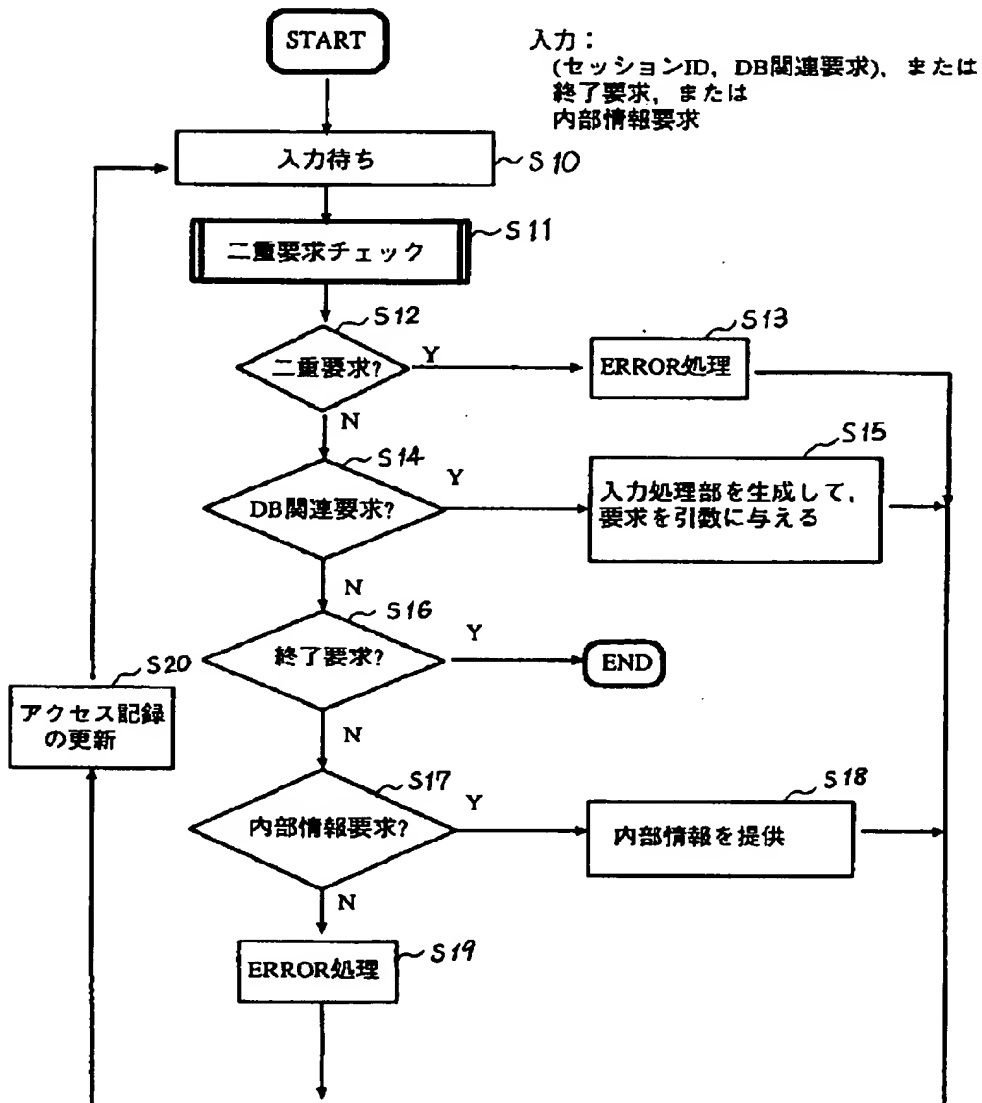 START
入力：
(セッションID, DB関連要求), または
終了要求, または
内部情報要求
入力待ち
S10
二重要求チェック
S11
S12
二重要求?
Y
N
S13
ERROR処理
S14
DB関連要求?
Y
N
S15
入力処理部を生成して,
要求を引数に与える
S16
終了要求?
Y
N
END
S20
アクセス記録
の更新
S17
内部情報要求?
Y
N
S18
内部情報を提供
S19
ERROR処理